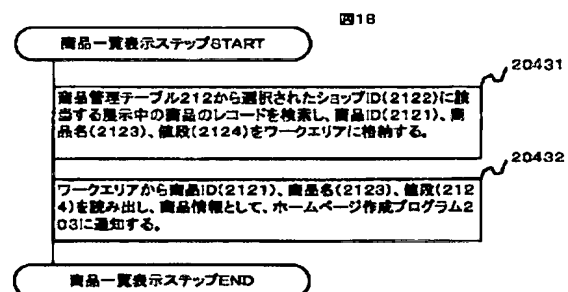 図18
商品一覧表示ステップSTART
20431
商品管理テーブル212から選択されたショップID(2122)に該
当する展示中の商品のレコードを検索し、商品ID(2121)、商
品名(2123)、値段(2124)をワークエリアに格納する。
20432
ワークエリアから商品ID(2121)、商品名(2123)、値段(212
4)を読み出し、商品情報として、ホームページ作成プログラム2
03に通知する。
商品一覧表示ステップEND